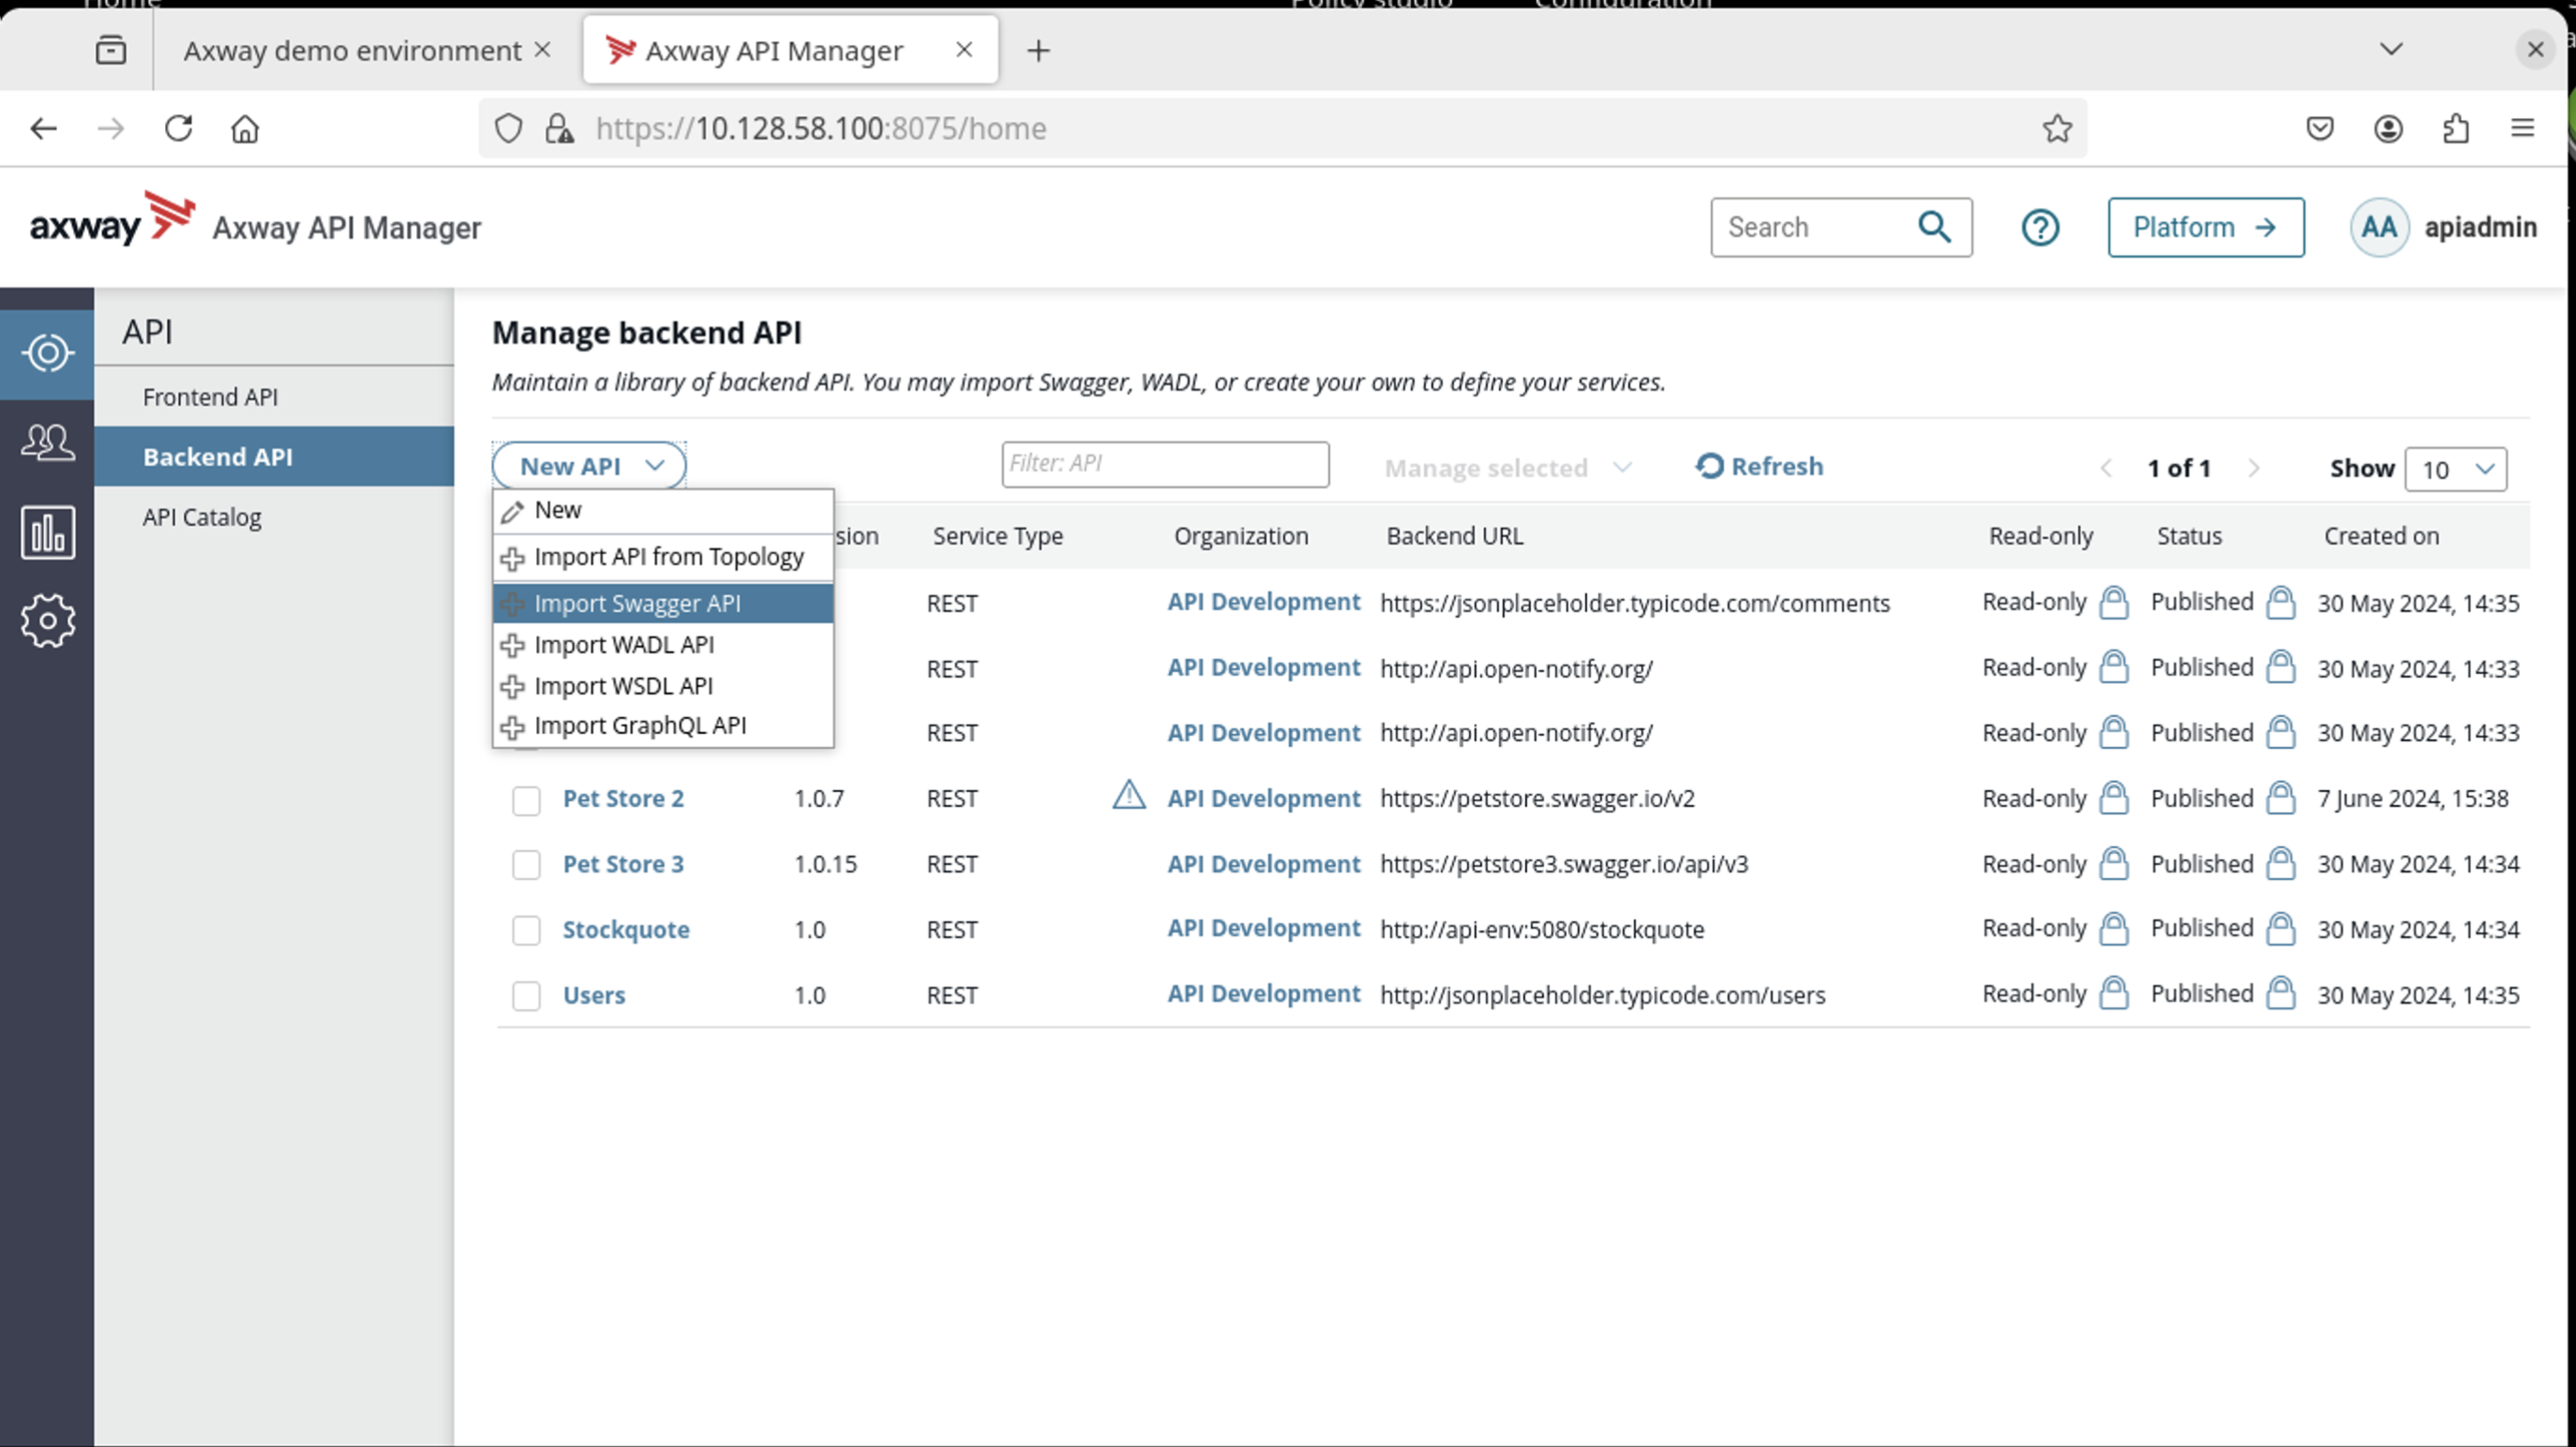 Home Policy studio Configuration
Axway demo environment Axway API Manager
https://10.128.58.100:8075/home
axway Axway API Manager Search Platform AA apiadmin
API
Frontend API
Backend API
API Catalog
Manage backend API
Maintain a library of backend API. You may import Swagger, WADL, or create your own to define your services.
New API Filter: API Manage selected Refresh 1 of 1 Show 10
New
Import API from Topology
Import Swagger API
Import WADL API
Import WSDL API
Import GraphQL API
sion Service Type Organization Backend URL Read-only Status Created on
REST API Development https://jsonplaceholder.typicode.com/comments Read-only Published 30 May 2024, 14:35
REST API Development http://api.open-notify.org/ Read-only Published 30 May 2024, 14:33
REST API Development http://api.open-notify.org/ Read-only Published 30 May 2024, 14:33
Pet Store 2 1.0.7 REST API Development https://petstore.swagger.io/v2 Read-only Published 7 June 2024, 15:38
Pet Store 3 1.0.15 REST API Development https://petstore3.swagger.io/api/v3 Read-only Published 30 May 2024, 14:34
Stockquote 1.0 REST API Development http://api-env:5080/stockquote Read-only Published 30 May 2024, 14:34
Users 1.0 REST API Development http://jsonplaceholder.typicode.com/users Read-only Published 30 May 2024, 14:35